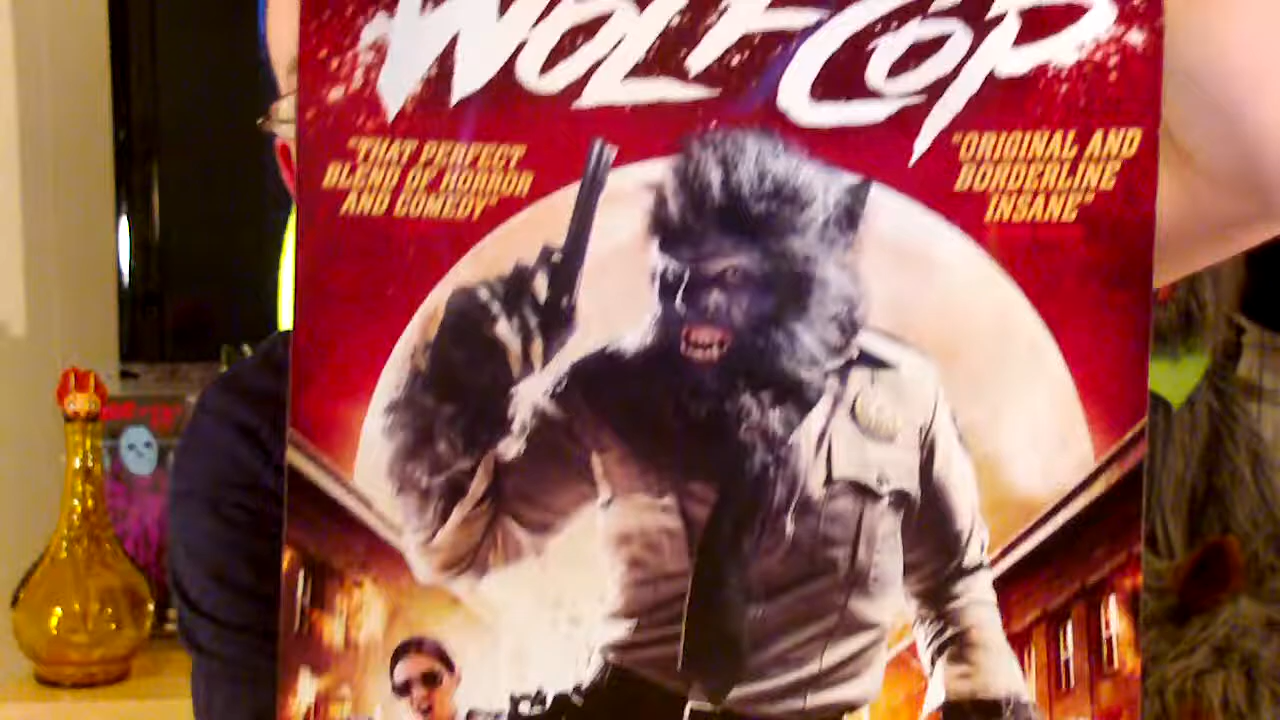 WOLFCOP
"THAT PERFECT
BLEND OF HORROR
AND COMEDY"
"ORIGINAL AND
BORDERLINE
INSANE"